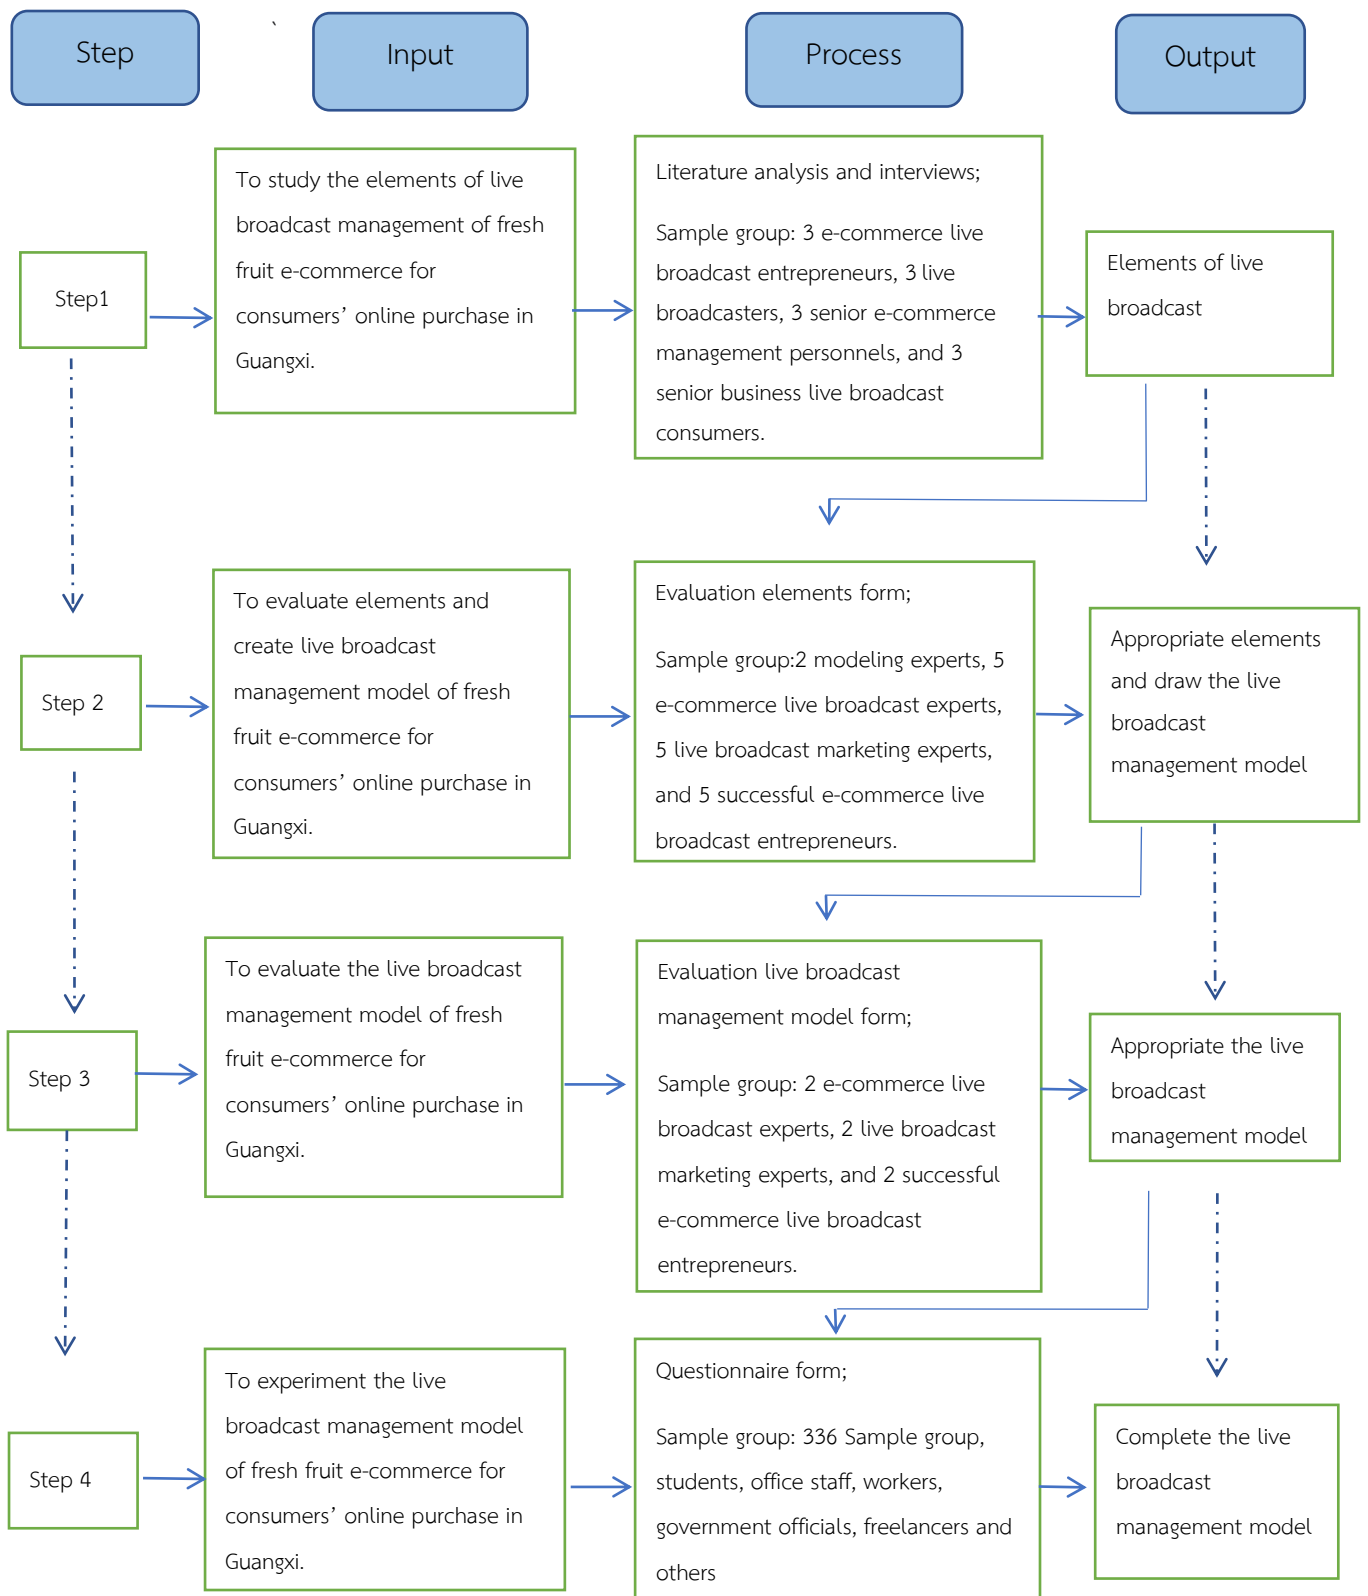 Step
Input
Process
Output
Step1
To study the elements of live
broadcast management of fresh
fruit e-commerce for
consumers’ online purchase in
Guangxi.
Literature analysis and interviews;
Sample group: 3 e-commerce live
broadcast entrepreneurs, 3 live
broadcasters, 3 senior e-commerce
management personnels, and 3
senior business live broadcast
consumers.
Elements of live
broadcast
Step 2
To evaluate elements and
create live broadcast
management model of fresh
fruit e-commerce for
consumers’ online purchase in
Guangxi.
Evaluation elements form;
Sample group:2 modeling experts, 5
e-commerce live broadcast experts,
5 live broadcast marketing experts,
and 5 successful e-commerce live
broadcast entrepreneurs.
Appropriate elements
and draw the live
broadcast
management model
Step 3
To evaluate the live broadcast
management model of fresh
fruit e-commerce for
consumers’ online purchase in
Guangxi.
Evaluation live broadcast
management model form;
Sample group: 2 e-commerce live
broadcast experts, 2 live broadcast
marketing experts, and 2 successful
e-commerce live broadcast
entrepreneurs.
Appropriate the live
broadcast
management model
Step 4
To experiment the live
broadcast management model
of fresh fruit e-commerce for
consumers’ online purchase in
Guangxi.
Questionnaire form;
Sample group: 336 Sample group,
students, office staff, workers,
government officials, freelancers and
others
Complete the live
broadcast
management model